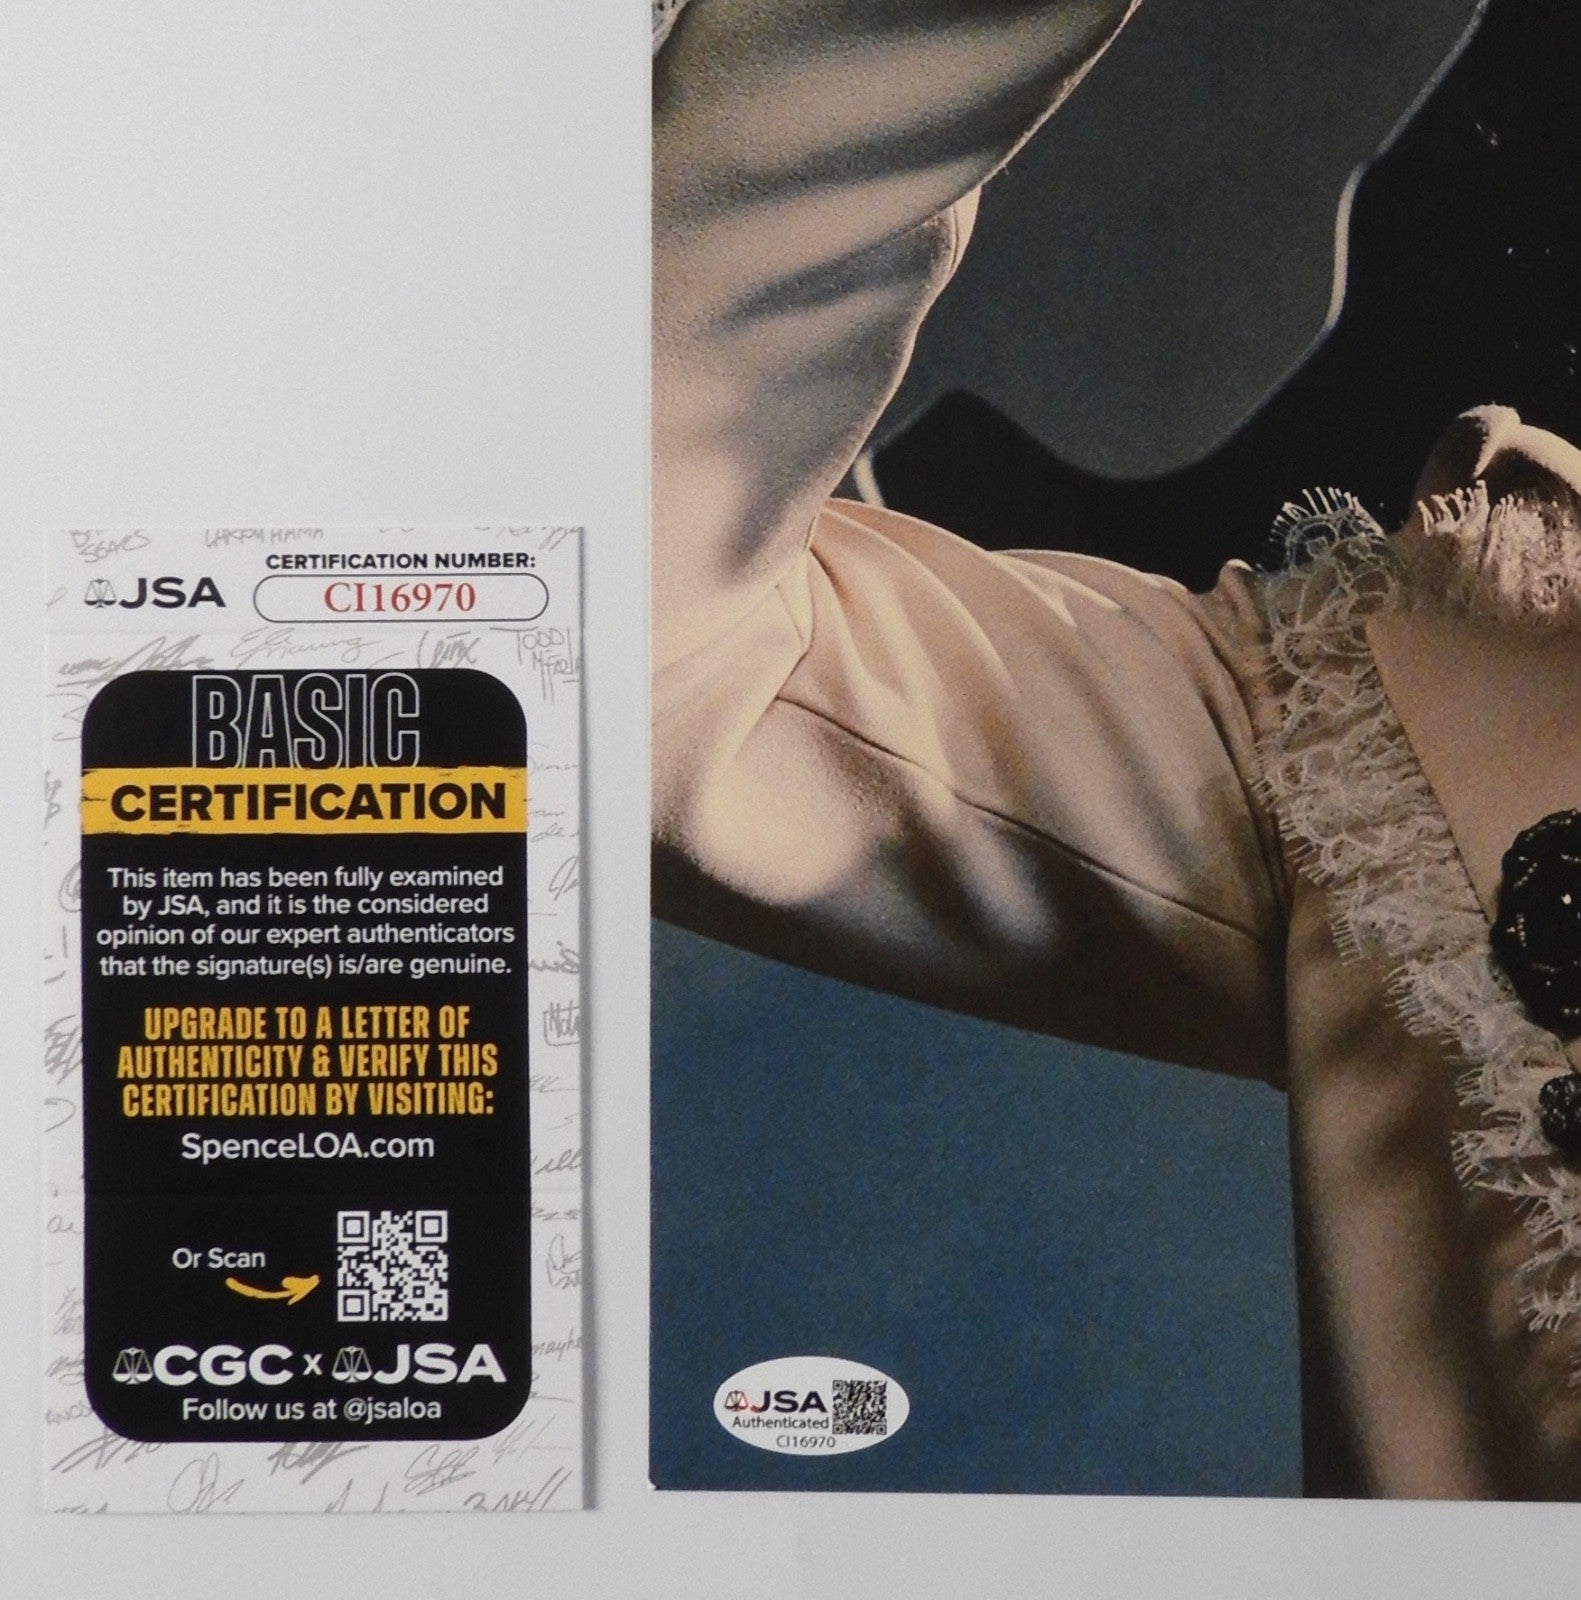 CERTIFICATION NUMBER:
JSA
CI16970
BASIC
CERTIFICATION
This item has been fully examined
by JSA, and it is the considered
opinion of our expert authenticators
that the signature(s) is/are genuine.
UPGRADE TO A LETTER OF
AUTHENTICITY & VERIFY THIS
CERTIFICATION BY VISITING:
SpenceLOA.com
Or Scan
CGC x JSA
Follow us at @jsaloa
JSA
Authenticated
CI16970